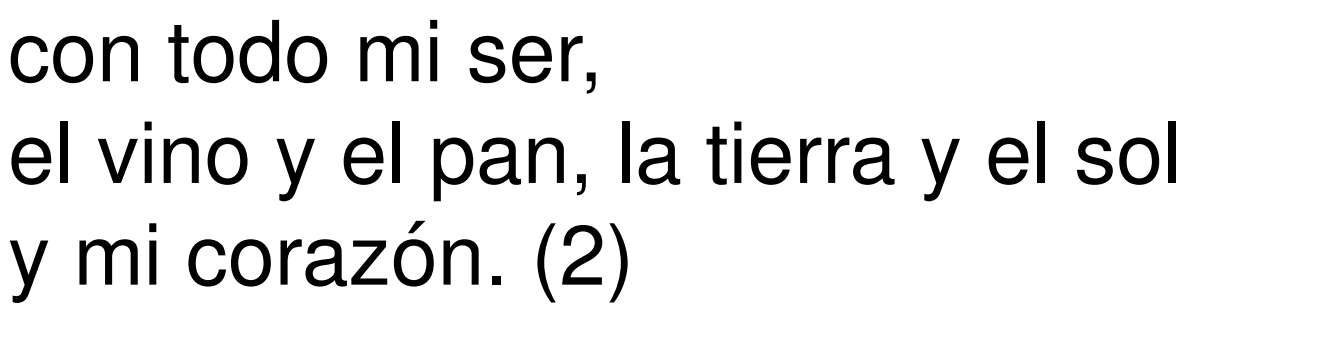 con todo mi ser,
el vino y el pan, la tierra y el sol
y mi corazón. (2)